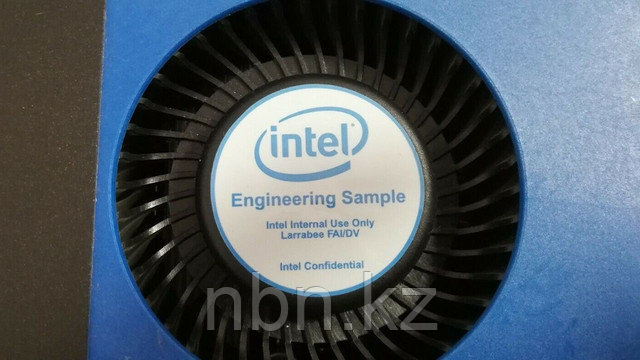 intel
Engineering Sample
Intel Internal Use Only
Larrabee FAI/DV
Intel Confidential
nbn.kz